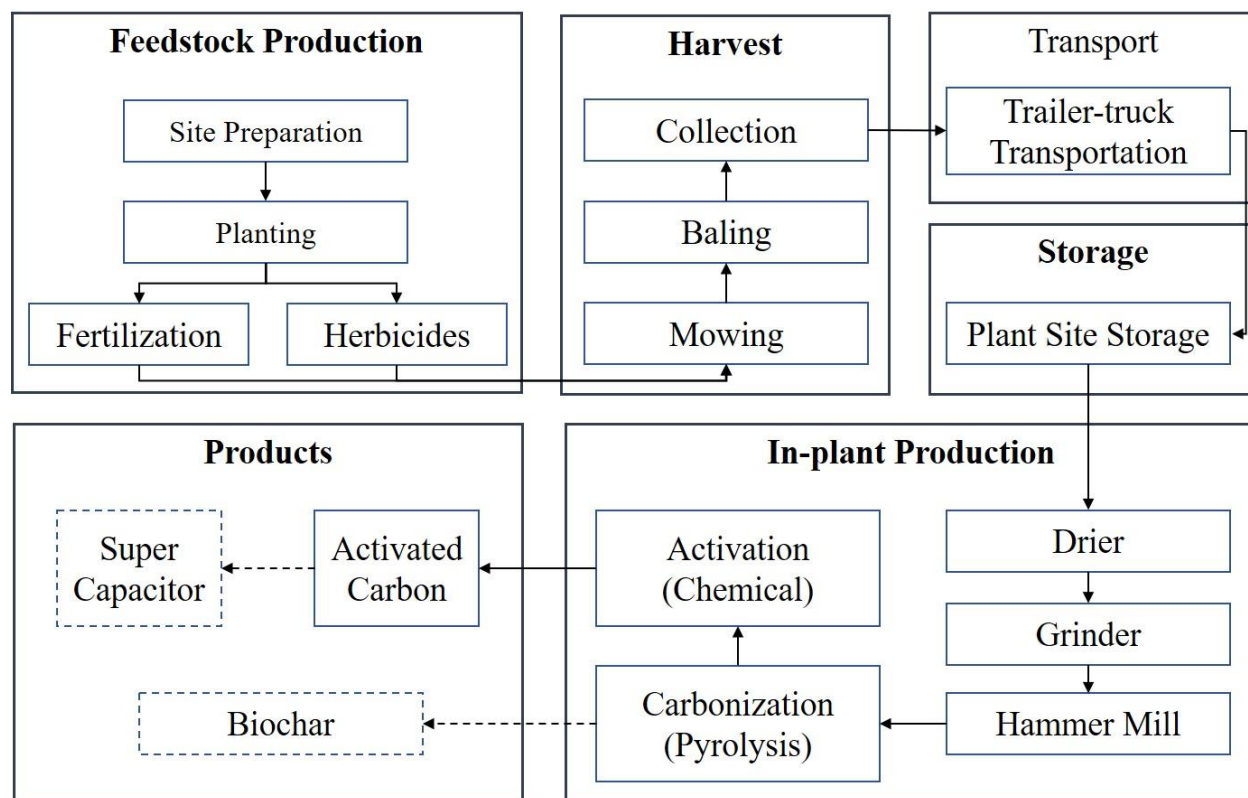 Feedstock Production
Site Preparation
Planting
Fertilization
Herbicides
Harvest
Collection
Baling
Mowing
Transport
Trailer-truck
Transportation
Storage
Plant Site Storage
Products
Super
Capacitor
Activated
Carbon
Biochar
In-plant Production
Activation
(Chemical)
Carbonization
(Pyrolysis)
Drier
Grinder
Hammer Mill